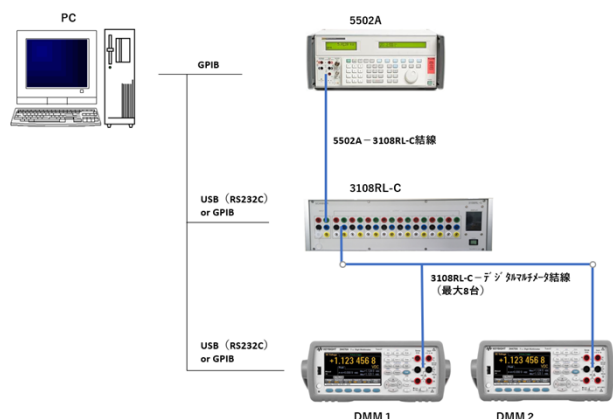 PC
5502A
GPIB
5502A－3108RL-C結線
USB（RS232C）
or GPIB
3108RL-C
3108RL-C－ﾃﾞｼﾞﾀﾙﾏﾙﾁﾒｰﾀ結線
（最大8台）
USB（RS232C）
or GPIB
+1.123 456 8
+1.123 456 8
DMM 1
DMM 2